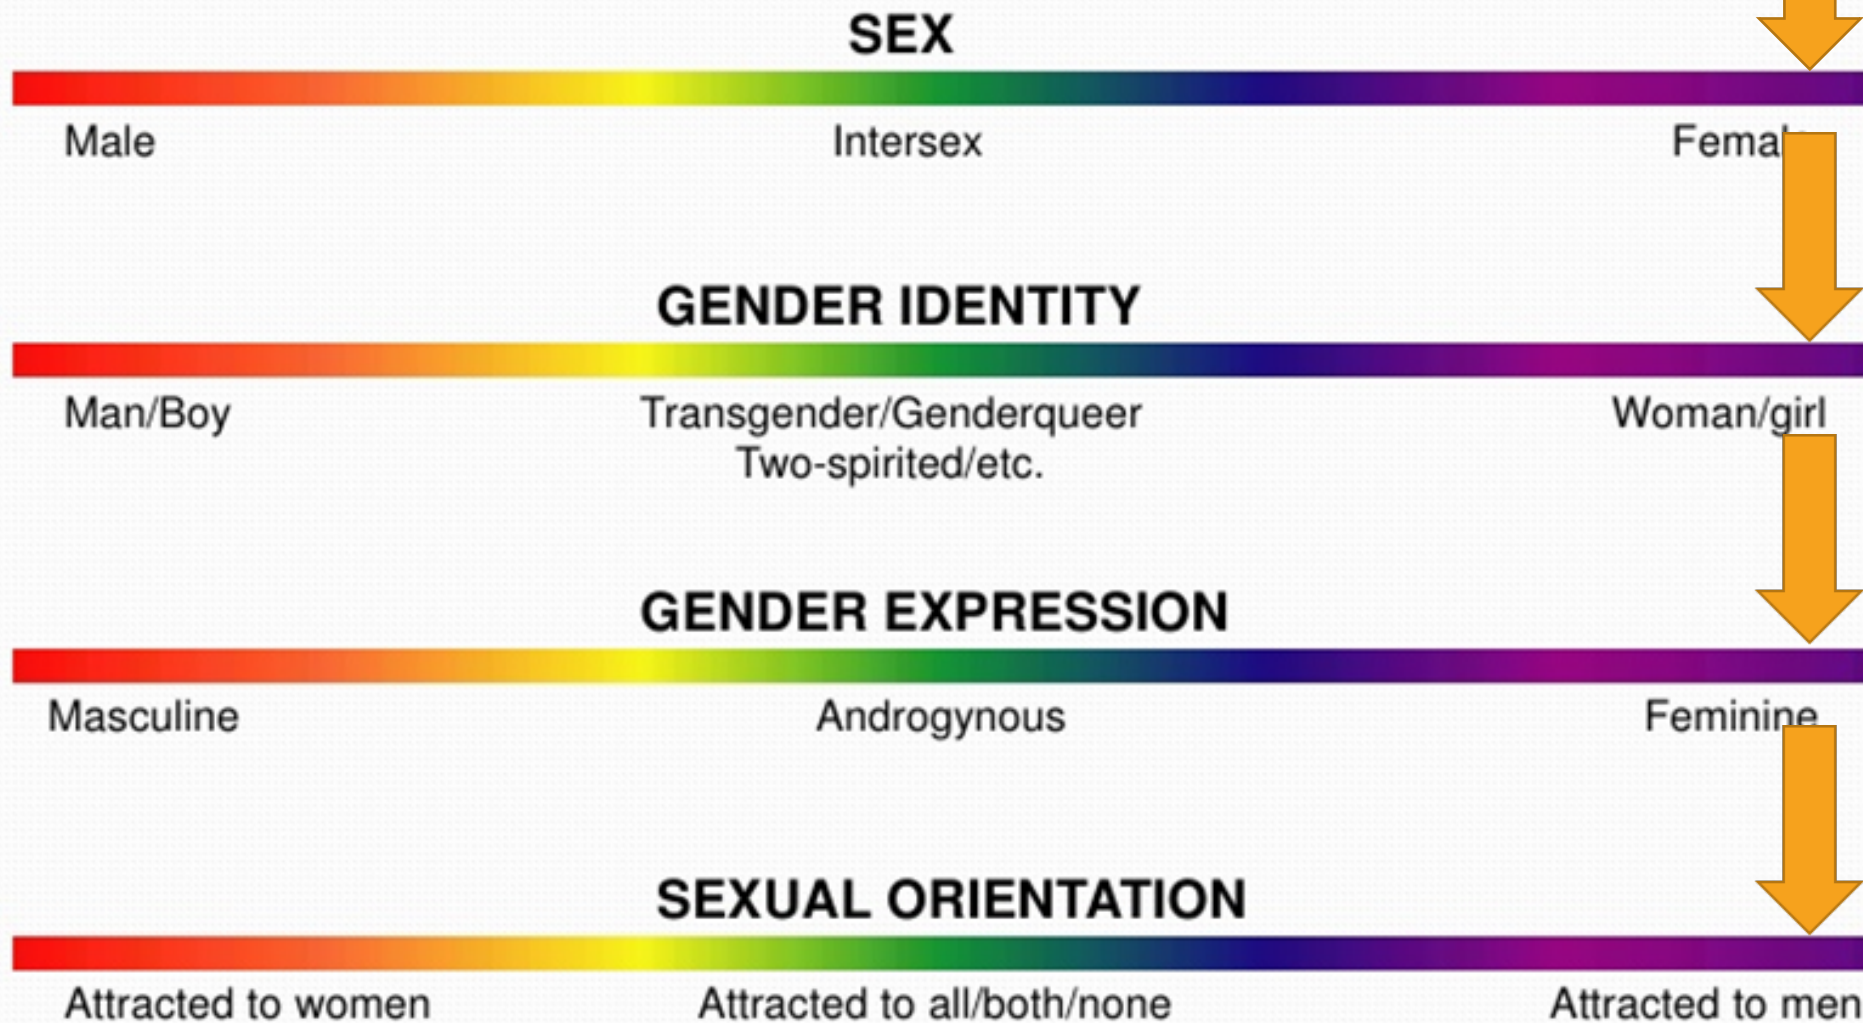 SEX
Male Intersex Femal
GENDER IDENTITY
Man/Boy Transgender/Genderqueer Woman/girl
Two-spirited/etc.
GENDER EXPRESSION
Masculine Androgynous Feminine
SEXUAL ORIENTATION
Attracted to women Attracted to all/both/none Attracted to men